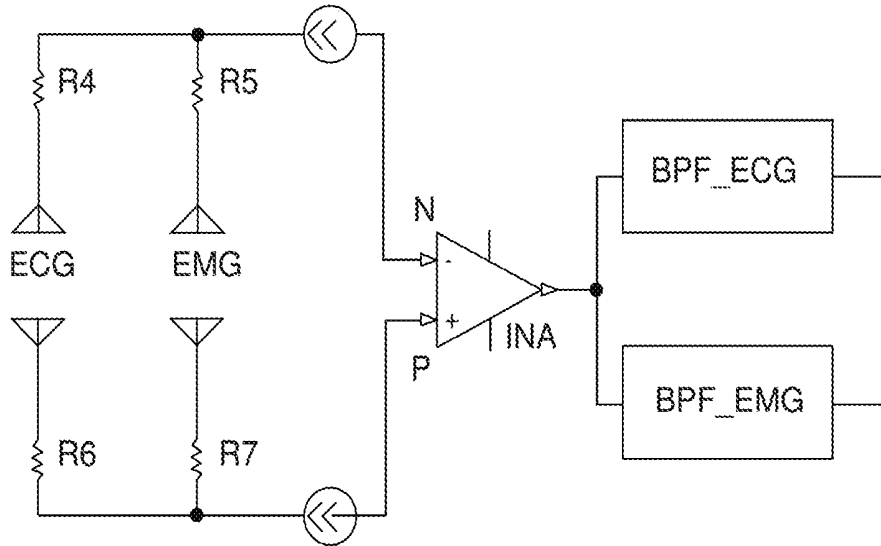 R4
R5
ECG
EMG
R6
R7
N
-
+
P
INA
BPF_ECG
BPF_EMG